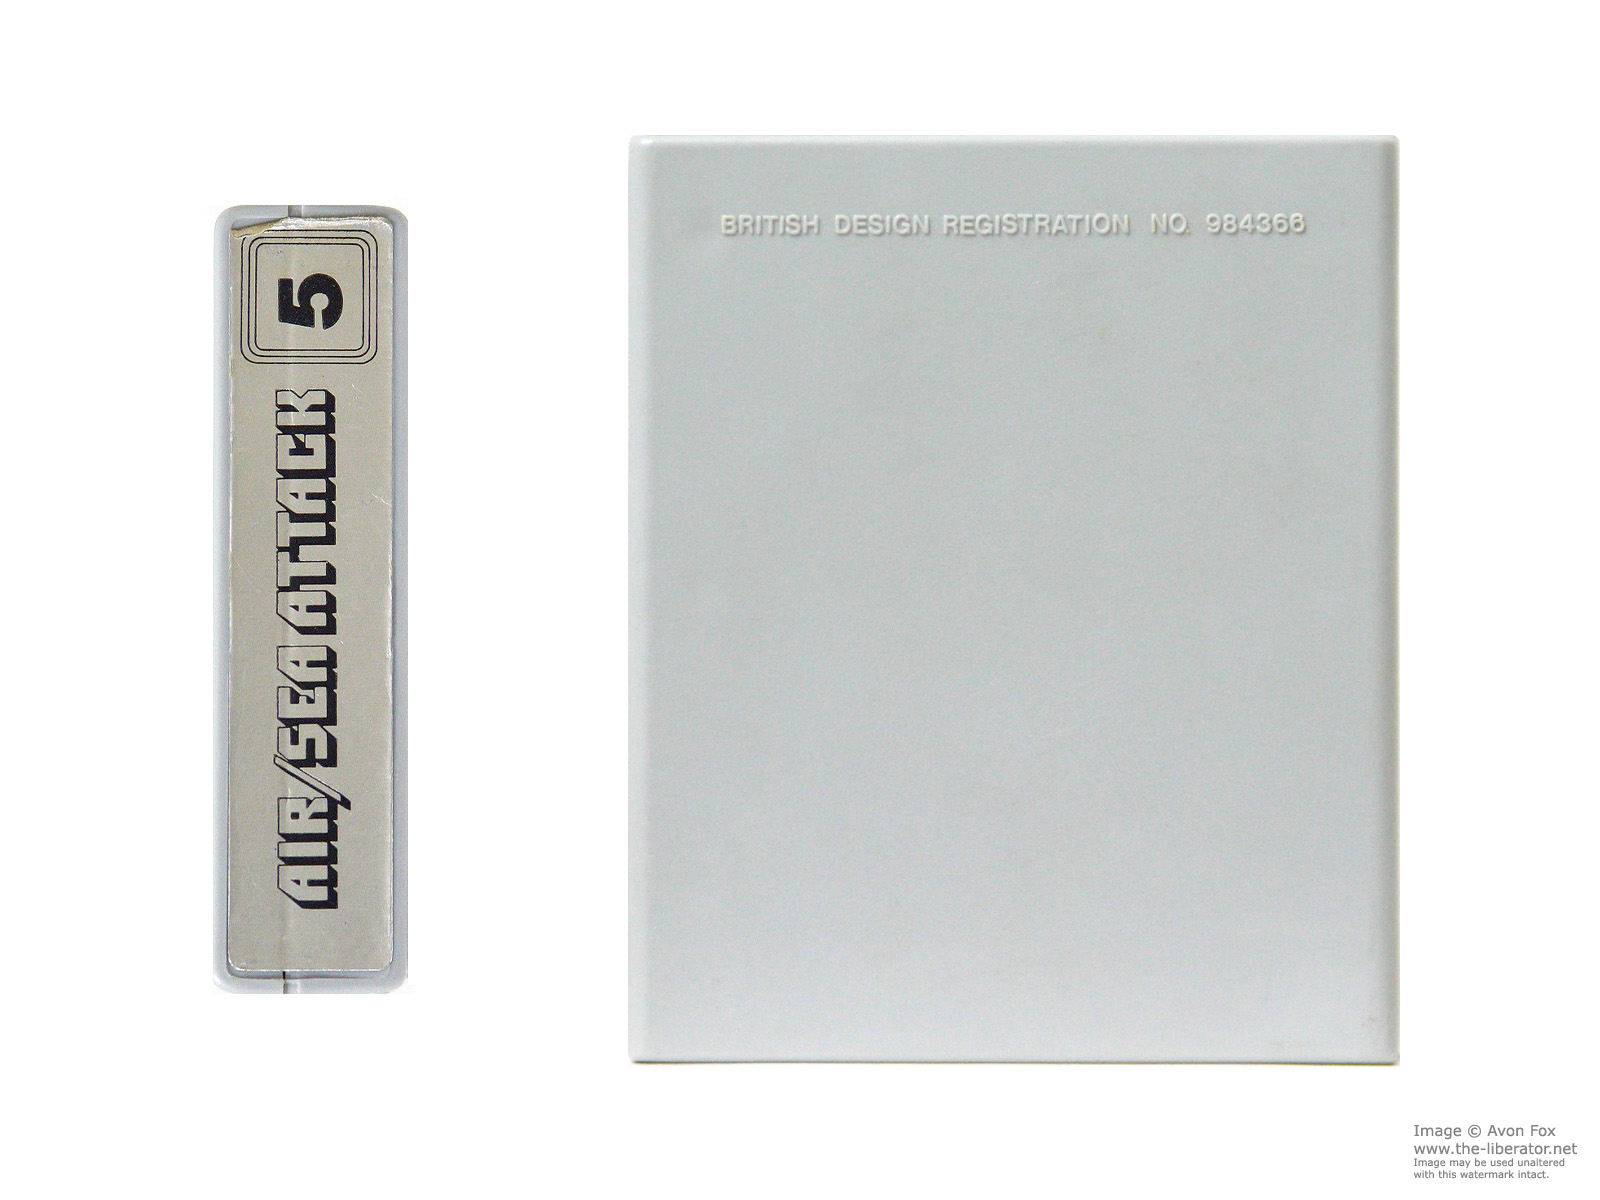 5
AIR/SEA ATTACK
BRITISH DESIGN REGISTRATION NO. 984366
Image © Avon Fox
www.the-liberator.net
Image may be used unaltered
with this watermark intact.